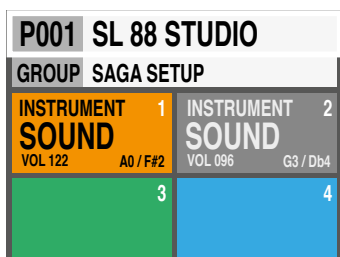 P001 SL 88 STUDIO
GROUP SAGA SETUP
INSTRUMENT 1
SOUND
VOL 122 A0 / F#2
INSTRUMENT 2
SOUND
VOL 096 G3 / Db4
3
4